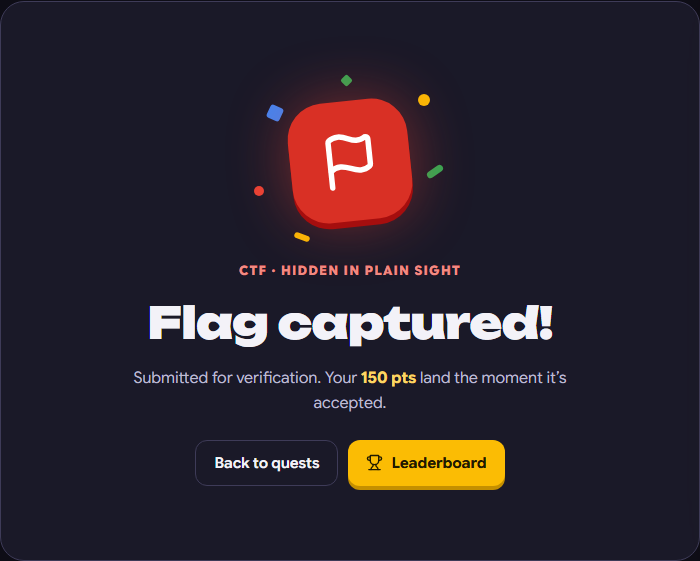 CTF · HIDDEN IN PLAIN SIGHT
Flag captured!
Submitted for verification. Your 150 pts land the moment it’s
accepted.
Back to quests
Leaderboard